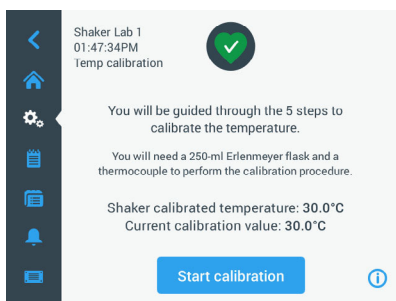 Shaker Lab 1
01:47:34PM
Temp calibration
You will be guided through the 5 steps to
calibrate the temperature.
You will need a 250-ml Erlenmeyer flask and a
thermocouple to perform the calibration procedure.
Shaker calibrated temperature: 30.0°C
Current calibration value: 30.0°C
Start calibration